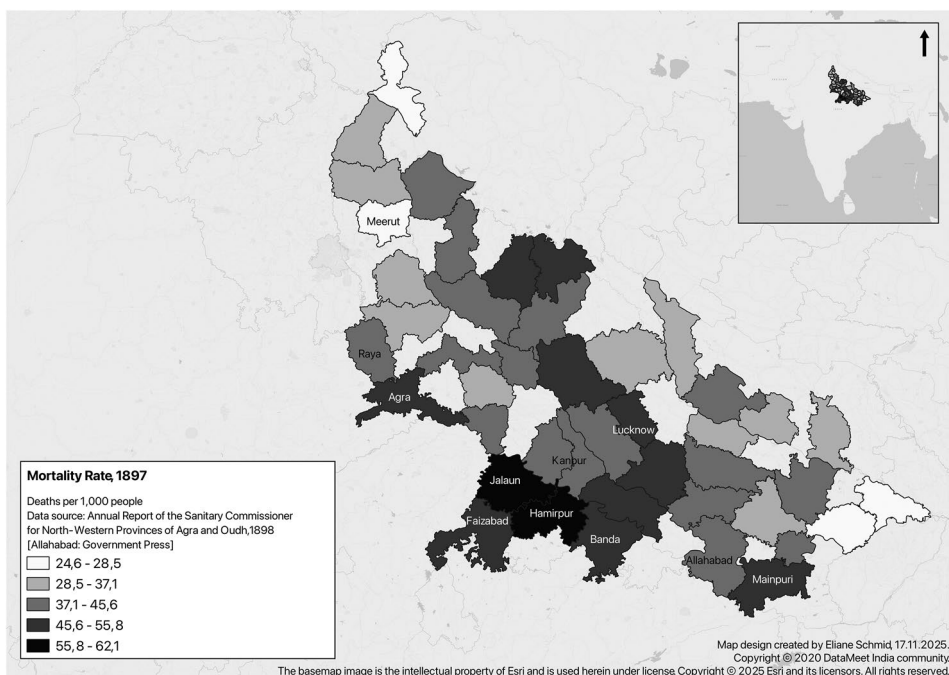 Meerut
Raya
Agra
Lucknow
Kanpur
Jalaun
Hamirpur
Faizabad
Banda
Allahabad
Mainpuri
Mortality Rate, 1897
Deaths per 1,000 people
Data source: Annual Report of the Sanitary Commissioner
for North-Western Provinces of Agra and Oudh,1898
[Allahabad: Government Press]
24,6 - 28,5
28,5 - 37,1
37,1 - 45,6
45,6 - 55,8
55,8 - 62,1
Map design created by Eliane Schmid, 17.11.2025.
Copyright © 2020 DataMeet India community.
The basemap image is the intellectual property of Esri and is used herein under license. Copyright © 2025 Esri and its licensors. All rights reserved.